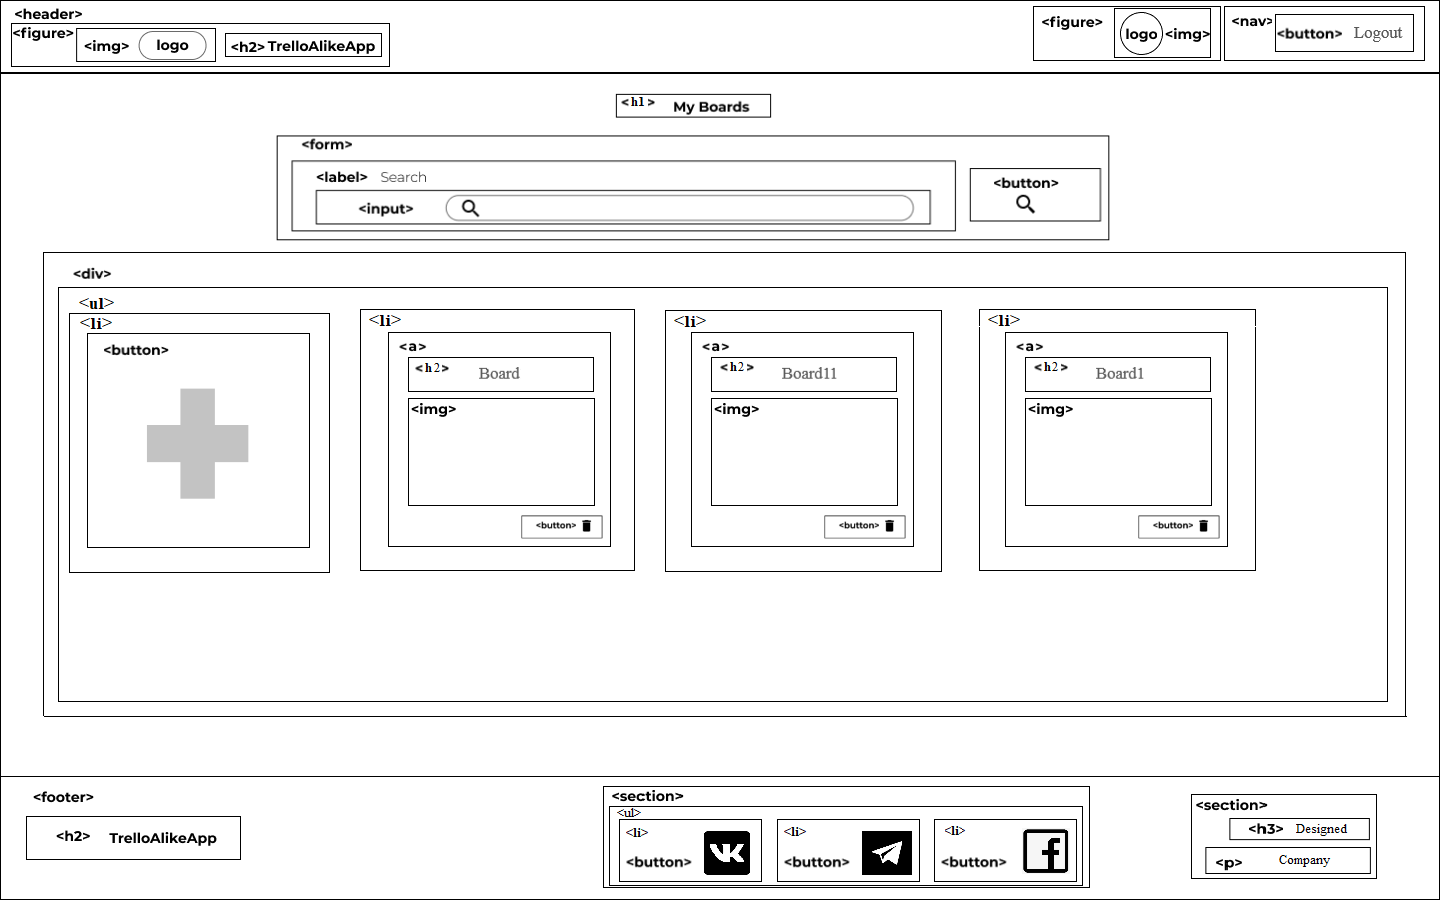 <header>
<figure>
<img> logo
<h2> TrelloAlikeApp
<figure>
logo <img>
<nav>
<button> Logout
<h1> My Boards
<form>
<label> Search
<input>
<button>
<div>
<ul>
<li>
<button>
<li>
<a>
<h2> Board
<img>
<button>
<li>
<a>
<h2> Board11
<img>
<button>
<li>
<a>
<h2> Board1
<img>
<button>
<footer>
<h2> TrelloAlikeApp
<section>
<ul>
<li>
<button>
<li>
<button>
<li>
<button>
<section>
<h3> Designed
<p> Company